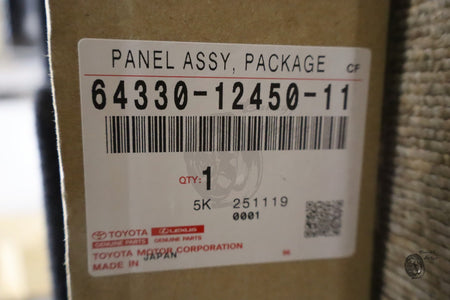 PANEL ASSY, PACKAGE CF
64330-12450-11
QTY: 1
5K 251119
0001
TOYOTA LEXUS
GENUINE PARTS GENUINE PARTS
TOYOTA MOTOR CORPORATION
MADE IN JAPAN